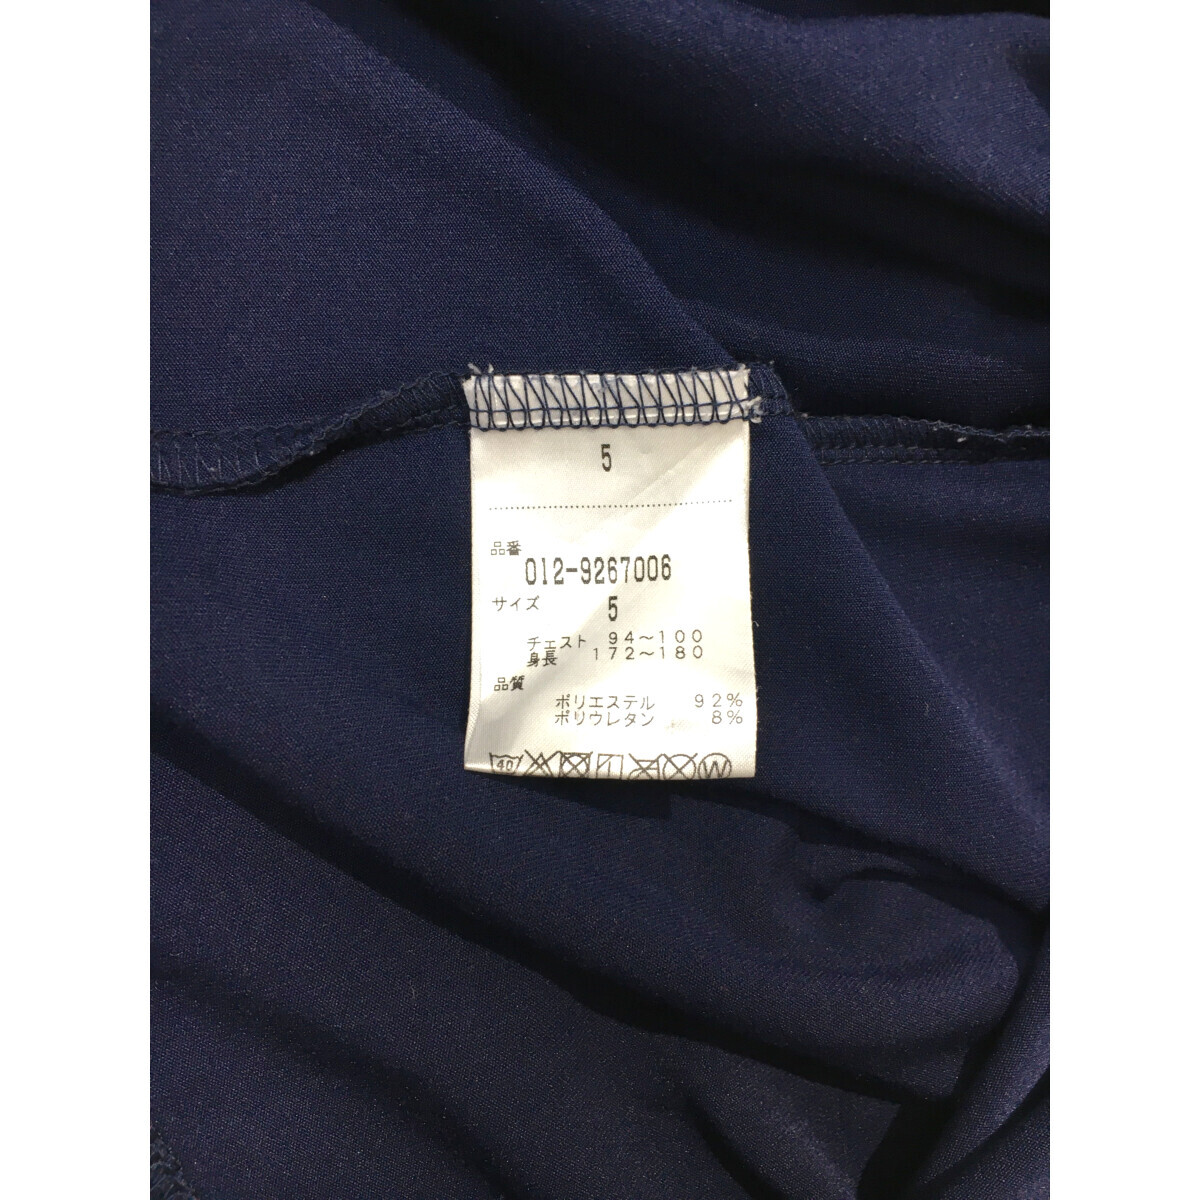 5
品番
012-9267006
サイズ 5
チェスト 94～100
身長 172～180
品質
ポリエステル 92%
ポリウレタン 8%
40 W